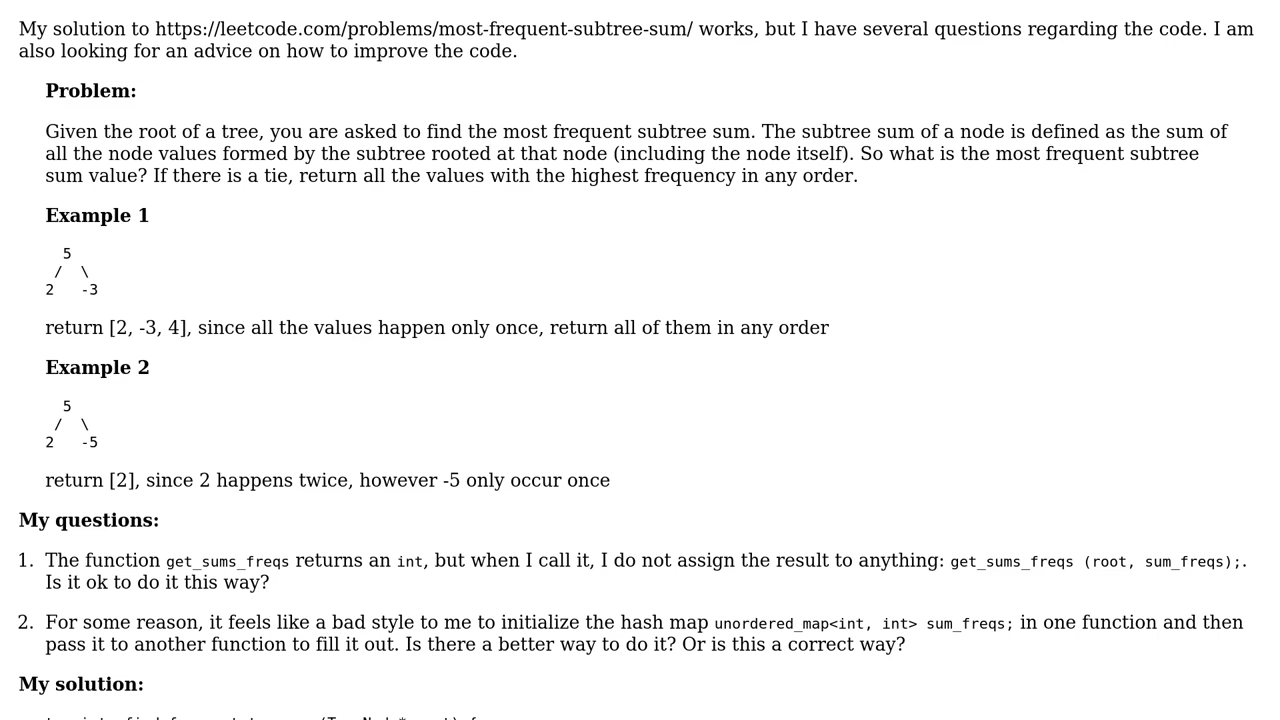 My solution to https://leetcode.com/problems/most-frequent-subtree-sum/ works, but I have several questions regarding the code. I am
also looking for an advice on how to improve the code.
Problem:
Given the root of a tree, you are asked to find the most frequent subtree sum. The subtree sum of a node is defined as the sum of
all the node values formed by the subtree rooted at that node (including the node itself). So what is the most frequent subtree
sum value? If there is a tie, return all the values with the highest frequency in any order.
Example 1
5
/ \
2 -3
return [2, -3, 4], since all the values happen only once, return all of them in any order
Example 2
5
/ \
2 -5
return [2], since 2 happens twice, however -5 only occur once
My questions:
1. The function get_sums_freqs returns an int, but when I call it, I do not assign the result to anything: get_sums_freqs (root, sum_freqs);.
Is it ok to do it this way?
2. For some reason, it feels like a bad style to me to initialize the hash map unordered_map<int, int> sum_freqs; in one function and then
pass it to another function to fill it out. Is there a better way to do it? Or is this a correct way?
My solution: